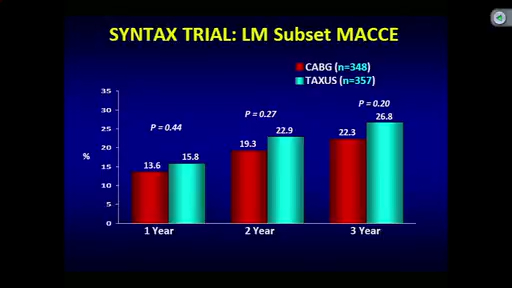 SYNTAX TRIAL: LM Subset MACCE
CABG (n=348)
TAXUS (n=357)
35
30
25
20
15
10
5
0
%
P = 0.44
13.6
15.8
P = 0.27
19.3
22.9
P = 0.20
22.3
26.8
1 Year
2 Year
3 Year